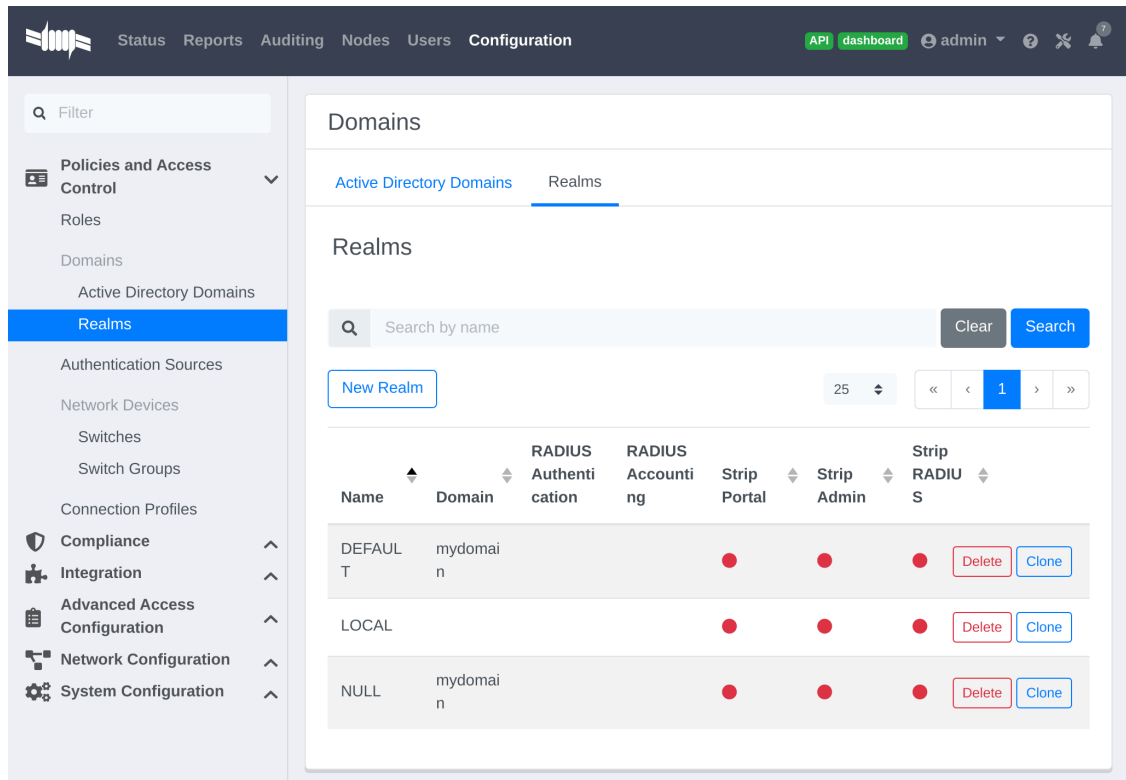 Status Reports Auditing Nodes Users Configuration API dashboard admin 7
Filter
Policies and Access
Control
Roles
Domains
Active Directory Domains
Realms
Authentication Sources
Network Devices
Switches
Switch Groups
Connection Profiles
Compliance
Integration
Advanced Access
Configuration
Network Configuration
System Configuration
Domains
Active Directory Domains Realms
Realms
Search by name Clear Search
New Realm 25 « ‹ 1 › »
Name Domain RADIUS Authenti cation RADIUS Accounti ng Strip Portal Strip Admin Strip RADIU S
DEFAUL mydomai
T n Delete Clone
LOCAL Delete Clone
NULL mydomai
n Delete Clone